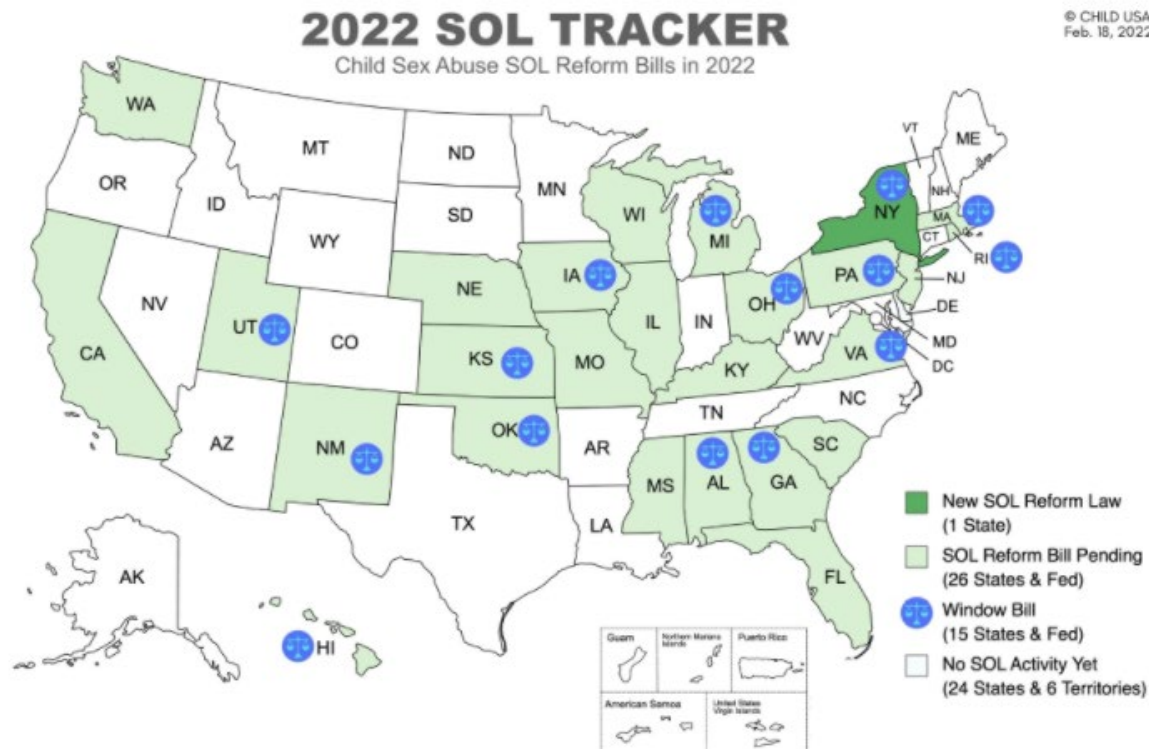 2022 SOL TRACKER
Child Sex Abuse SOL Reform Bills in 2022
© CHILD USA
Feb. 18, 2022
WA
MT
ND
MN
VT
ME
OR
ID
SD
WI
NY
NH
MA
WY
MI
CT
RI
IA
PA
NJ
NE
OH
NV
UT
IL
IN
DE
CO
WV
MD
CA
KS
MO
VA
DC
KY
NC
TN
OK
AZ
NM
AR
SC
MS
AL
GA
TX
LA
FL
AK
HI
New SOL Reform Law
(1 State)
SOL Reform Bill Pending
(26 States & Fed)
Window Bill
(15 States & Fed)
No SOL Activity Yet
(24 States & 6 Territories)
Guam
Northern Mariana
Islands
Puerto Rico
American Samoa
United States
Virgin Islands